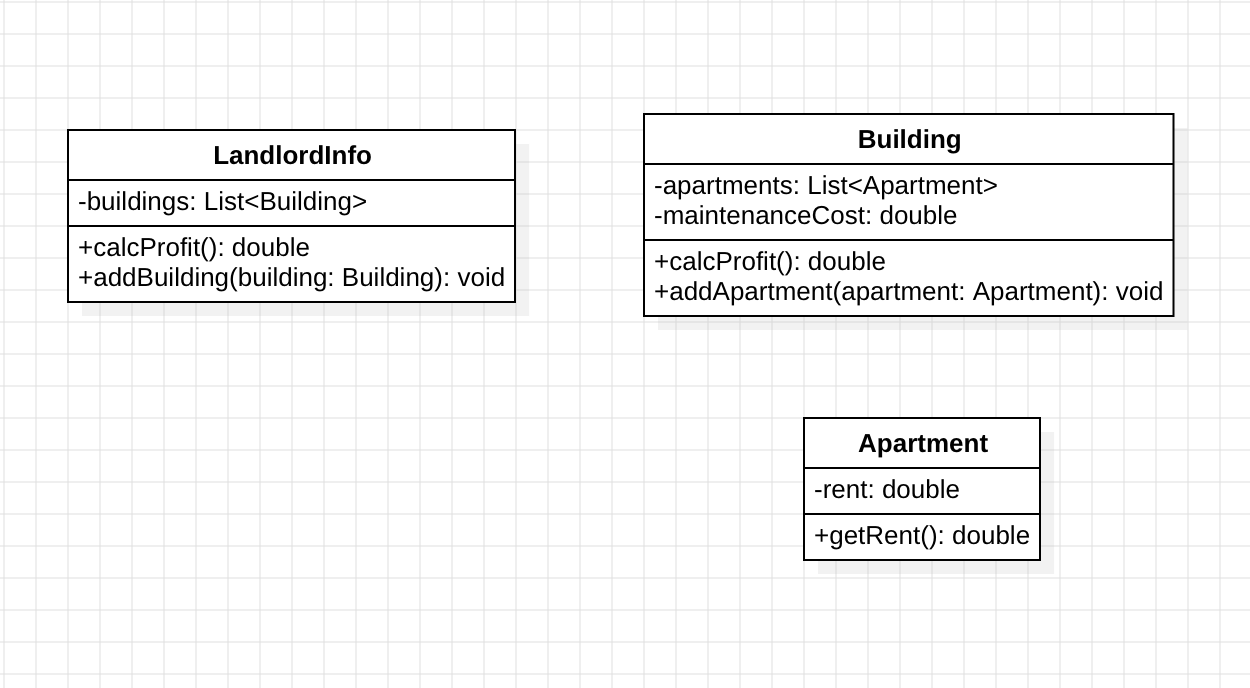 LandlordInfo
-buildings: List<Building>
+calcProfit(): double
+addBuilding(building: Building): void
Building
-apartments: List<Apartment>
-maintenanceCost: double
+calcProfit(): double
+addApartment(apartment: Apartment): void
Apartment
-rent: double
+getRent(): double